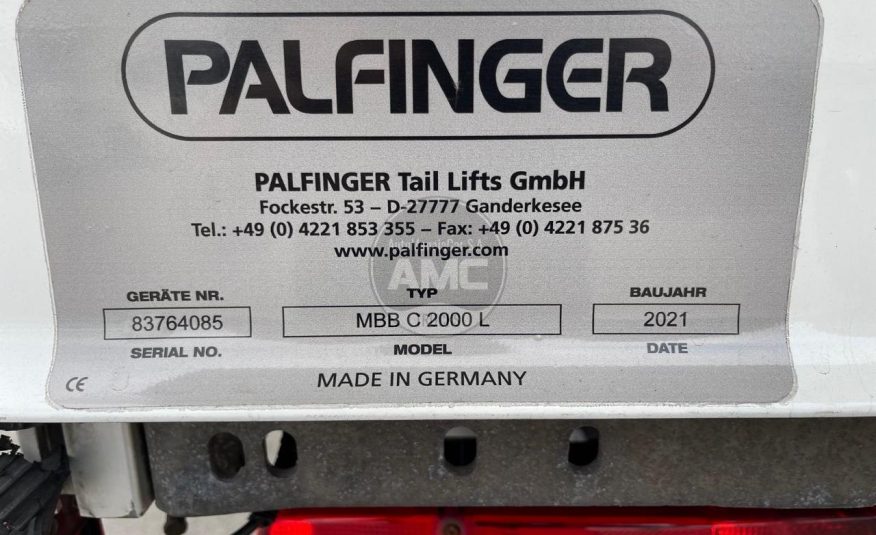 PALFINGER
PALFINGER Tail Lifts GmbH
Fockestr. 53 – D-27777 Ganderkesee
Tel.: +49 (0) 4221 853 355 – Fax: +49 (0) 4221 875 36
www.palfinger.com
AMC
GERÄTE NR. TYP BAUJAHR
83764085 MBB C 2000 L 2021
SERIAL NO. MODEL DATE
CE MADE IN GERMANY